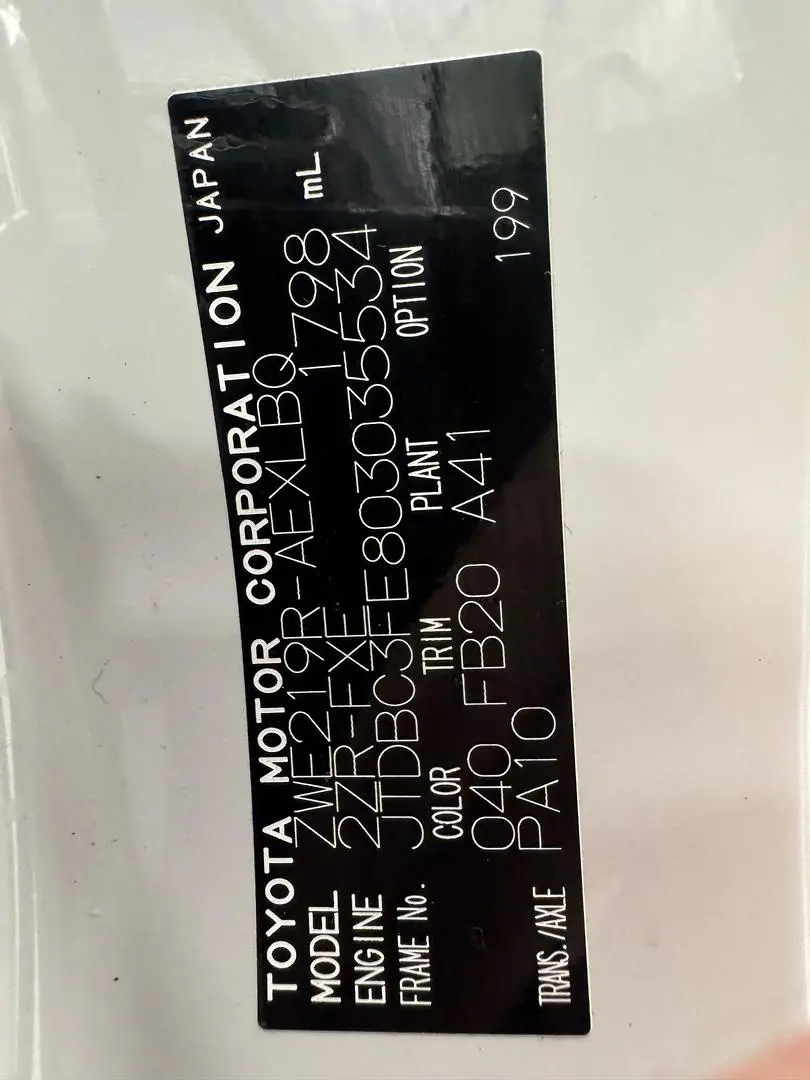 TOYOTA MOTOR CORPORATION JAPAN
MODEL ZWE219R-AEXLBQ
ENGINE 2ZR-FXE 1798 mL
FRAME No. JTDBC3FE803035534
COLOR TRIM PLANT OPTION
040 FB20 A41 199
TRANS./AXLE PA10